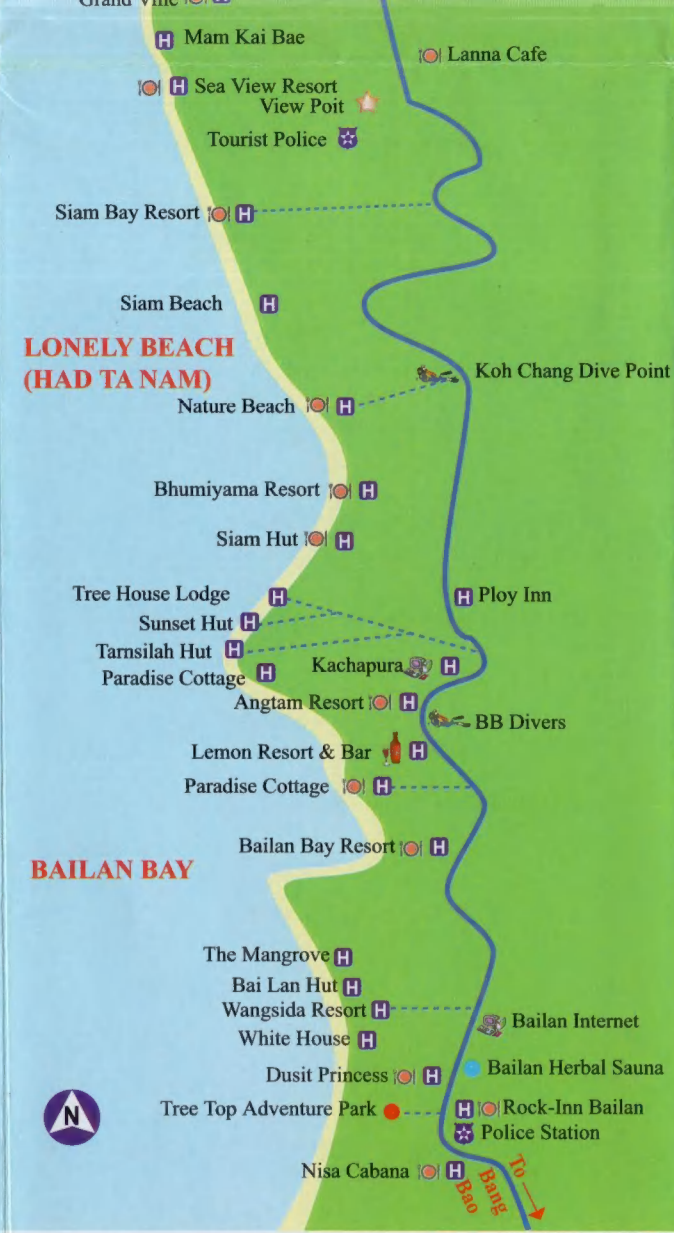 Grand Ville
H
H Mam Kai Bae
Lanna Cafe
H Sea View Resort
View Poit
Tourist Police
Siam Bay Resort H
Siam Beach H
LONELY BEACH
(HAD TA NAM)
Koh Chang Dive Point
Nature Beach H
Bhumiyama Resort H
Siam Hut H
Tree House Lodge H
H Ploy Inn
Sunset Hut H
Tarnsilah Hut H
Kachapura H
Paradise Cottage H
Angtam Resort H
BB Divers
Lemon Resort & Bar H
Paradise Cottage H
Bailan Bay Resort H
BAILAN BAY
The Mangrove H
Bai Lan Hut H
Wangsida Resort H
Bailan Internet
White House H
Bailan Herbal Sauna
Dusit Princess H
Tree Top Adventure Park
H Rock-Inn Bailan
N
Police Station
Nisa Cabana H
To
Bang
Bao